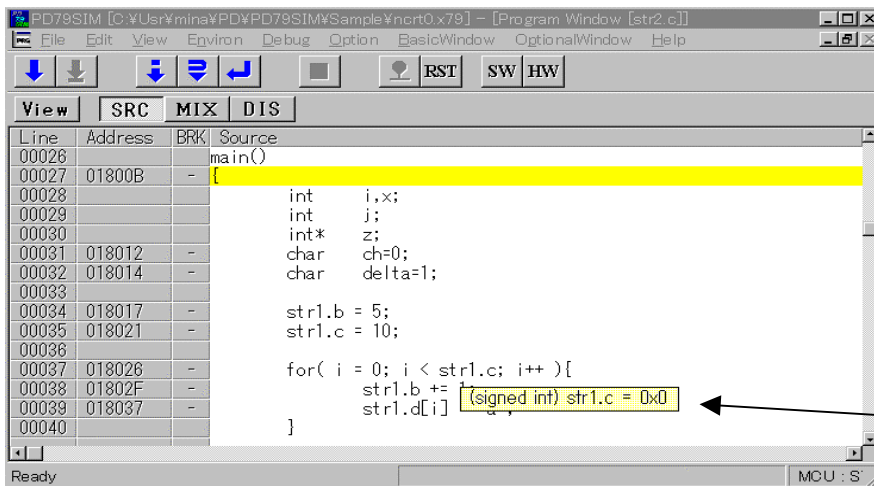 PD79SIM [C:¥Usr¥mina¥PD¥PD79SIM¥Sample¥ncrt0.x79] - [Program Window [str2.c]]
PRG File Edit View Environ Debug Option BasicWindow OptionalWindow Help
RST SW HW
View SRC MIX DIS
Line Address BRK Source
00026 main()
00027 01800B - {
00028 int i,x;
00029 int j;
00030 int* z;
00031 018012 - char ch=0;
00032 018014 - char delta=1;
00033
00034 018017 - str1.b = 5;
00035 018021 - str1.c = 10;
00036
00037 018026 - for( i = 0; i < str1.c; i++ ){
00038 01802F - str1.b +=
(signed int) str1.c = 0x0
00039 018037 - str1.d[i]
00040 }
Ready MCU : S